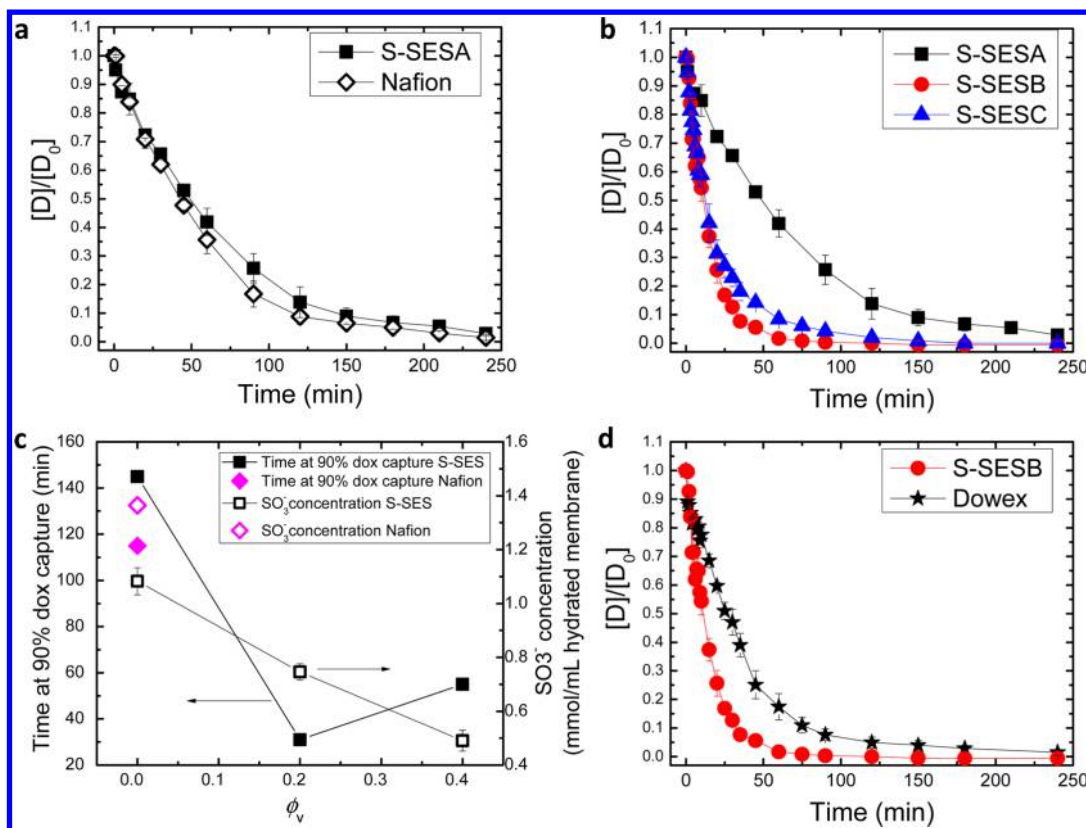 a
1.1
1.0
0.9
0.8
0.7
0.6
0.5
0.4
0.3
0.2
0.1
0.0
[D]/[D₀]
S-SESA
Nafion
0 50 100 150 200 250
Time (min)
b
1.1
1.0
0.9
0.8
0.7
0.6
0.5
0.4
0.3
0.2
0.1
0.0
[D]/[D₀]
S-SESA
S-SESB
S-SESC
0 50 100 150 200 250
Time (min)
c
160
140
120
100
80
60
40
20
Time at 90% dox capture (min)
Time at 90% dox capture S-SES
Time at 90% dox capture Nafion
SO₃⁻ concentration S-SES
SO₃⁻ concentration Nafion
1.6
1.4
1.2
1.0
0.8
0.6
0.4
SO3⁻ concentration
(mmol/mL hydrated membrane)
0.0 0.1 0.2 0.3 0.4
ϕᵥ
d
1.1
1.0
0.9
0.8
0.7
0.6
0.5
0.4
0.3
0.2
0.1
0.0
[D]/[D₀]
S-SESB
Dowex
0 50 100 150 200 250
Time (min)